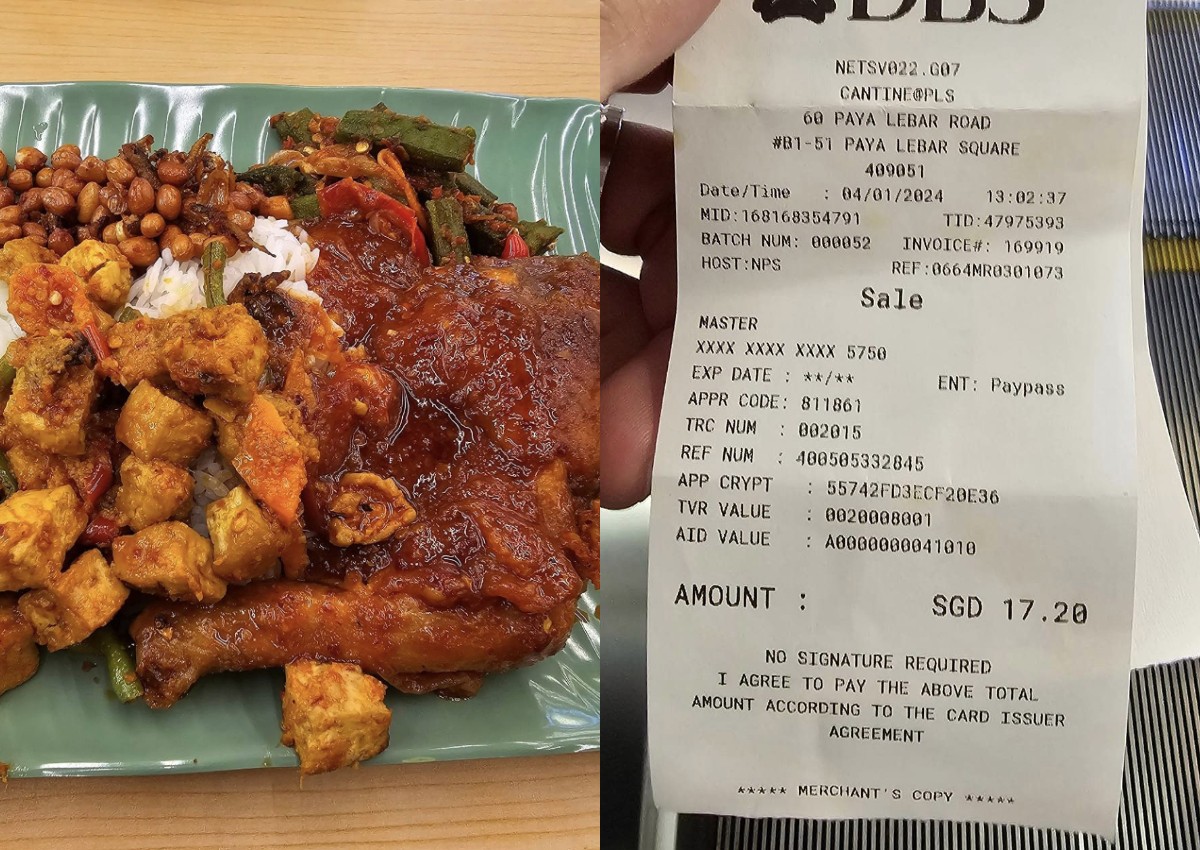 DBS
NETSV022.G07
CANTINE@PLS
60 PAYA LEBAR ROAD
#B1-51 PAYA LEBAR SQUARE
409051
Date/Time : 04/01/2024 13:02:37
MID:168168354791 TID:47975393
BATCH NUM: 000052 INVOICE#: 169919
HOST:NPS REF:0664MR0301073
Sale
MASTER
XXXX XXXX XXXX 5750
EXP DATE : **/** ENT: Paypass
APPR CODE: 811861
TRC NUM : 002015
REF NUM : 400505332845
APP CRYPT : 55742FD3ECF20E36
TVR VALUE : 0020008001
AID VALUE : A0000000041010
AMOUNT : SGD 17.20
NO SIGNATURE REQUIRED
I AGREE TO PAY THE ABOVE TOTAL
AMOUNT ACCORDING TO THE CARD ISSUER
AGREEMENT
***** MERCHANT'S COPY *****